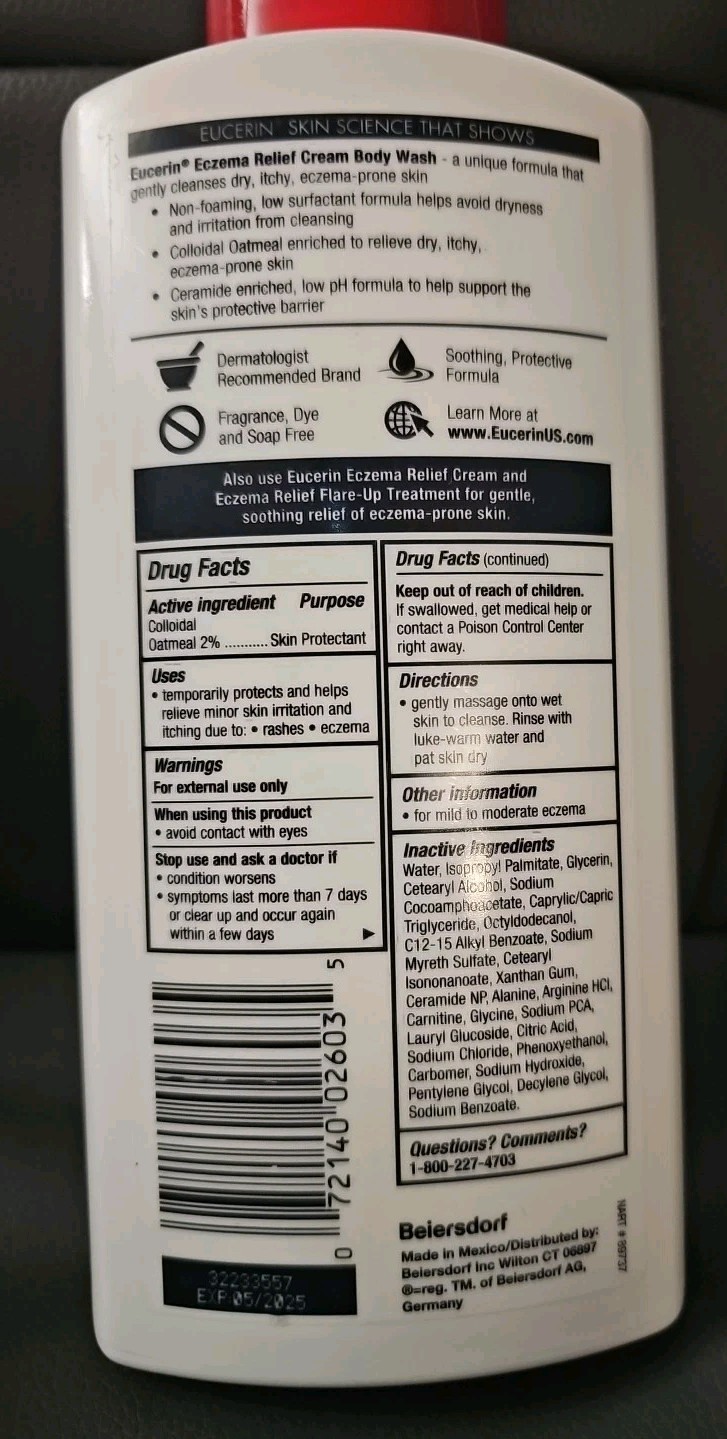 EUCERIN SKIN SCIENCE THAT SHOWS
Eucerin® Eczema Relief Cream Body Wash - a unique formula that
gently cleanses dry, itchy, eczema-prone skin
• Non-foaming, low surfactant formula helps avoid dryness
and irritation from cleansing
• Colloidal Oatmeal enriched to relieve dry, itchy,
eczema-prone skin
• Ceramide enriched, low pH formula to help support the
skin's protective barrier
Dermatologist
Recommended Brand
Soothing, Protective
Formula
Fragrance, Dye
and Soap Free
Learn More at
www.EucerinUS.com
Also use Eucerin Eczema Relief Cream and
Eczema Relief Flare-Up Treatment for gentle,
soothing relief of eczema-prone skin.
Drug Facts
Active ingredient Purpose
Colloidal
Oatmeal 2% ........... Skin Protectant
Uses
• temporarily protects and helps
relieve minor skin irritation and
itching due to: • rashes • eczema
Warnings
For external use only
When using this product
• avoid contact with eyes
Stop use and ask a doctor if
• condition worsens
• symptoms last more than 7 days
or clear up and occur again
within a few days
Drug Facts (continued)
Keep out of reach of children.
If swallowed, get medical help or
contact a Poison Control Center
right away.
Directions
• gently massage onto wet
skin to cleanse. Rinse with
luke-warm water and
pat skin dry
Other information
• for mild to moderate eczema
Inactive ingredients
Water, Isopropyl Palmitate, Glycerin,
Cetearyl Alcohol, Sodium
Cocoamphoacetate, Caprylic/Capric
Triglyceride, Octyldodecanol,
C12-15 Alkyl Benzoate, Sodium
Myreth Sulfate, Cetearyl
Isononanoate, Xanthan Gum,
Ceramide NP, Alanine, Arginine HCl,
Carnitine, Glycine, Sodium PCA,
Lauryl Glucoside, Citric Acid,
Sodium Chloride, Phenoxyethanol,
Carbomer, Sodium Hydroxide,
Pentylene Glycol, Decylene Glycol,
Sodium Benzoate.
Questions? Comments?
1-800-227-4703
0 72140 02603 5
32233557
EXP 05/2025
Beiersdorf
Made in Mexico/Distributed by:
Beiersdorf Inc Wilton CT 06897
®=reg. TM. of Beiersdorf AG,
Germany
NART # 89737